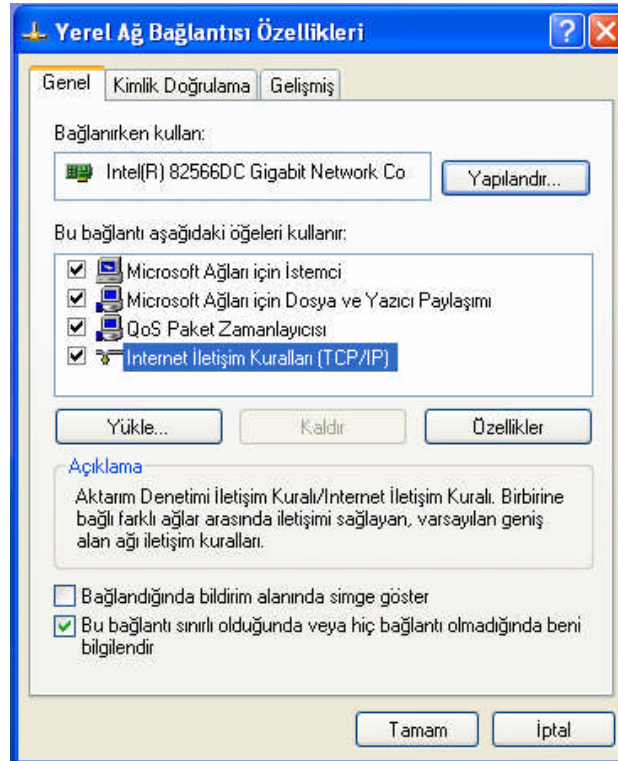 Yerel Ağ Bağlantısı Özellikleri
Genel Kimlik Doğrulama Gelişmiş
Bağlanırken kullan:
Intel(R) 82566DC Gigabit Network Co
Yapılandır...
Bu bağlantı aşağıdaki öğeleri kullanır:
Microsoft Ağları için İstemci
Microsoft Ağları için Dosya ve Yazıcı Paylaşımı
QoS Paket Zamanlayıcısı
Internet İletişim Kuralları (TCP/IP)
Yükle... Kaldır Özellikler
Açıklama
Aktarım Denetimi İletişim Kuralı/Internet İletişim Kuralı. Birbirine
bağlı farklı ağlar arasında iletişimi sağlayan, varsayılan geniş
alan ağı iletişim kuralları.
Bağlandığında bildirim alanında simge göster
Bu bağlantı sınırlı olduğunda veya hiç bağlantı olmadığında beni
bilgilendir
Tamam İptal